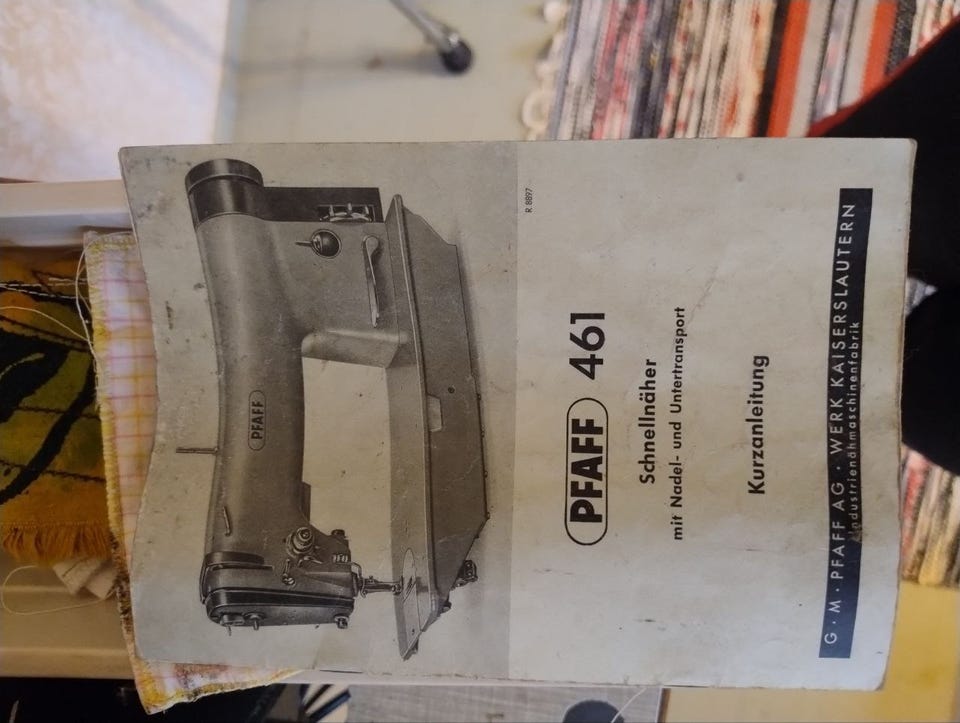 PFAFF
R. 8897
PFAFF 461
Schnellnäher
mit Nadel- und Untertransport
Kurzanleitung
G · M · PFAFF AG · WERK KAISERSLAUTERN
Industrienähmaschinenfabrik